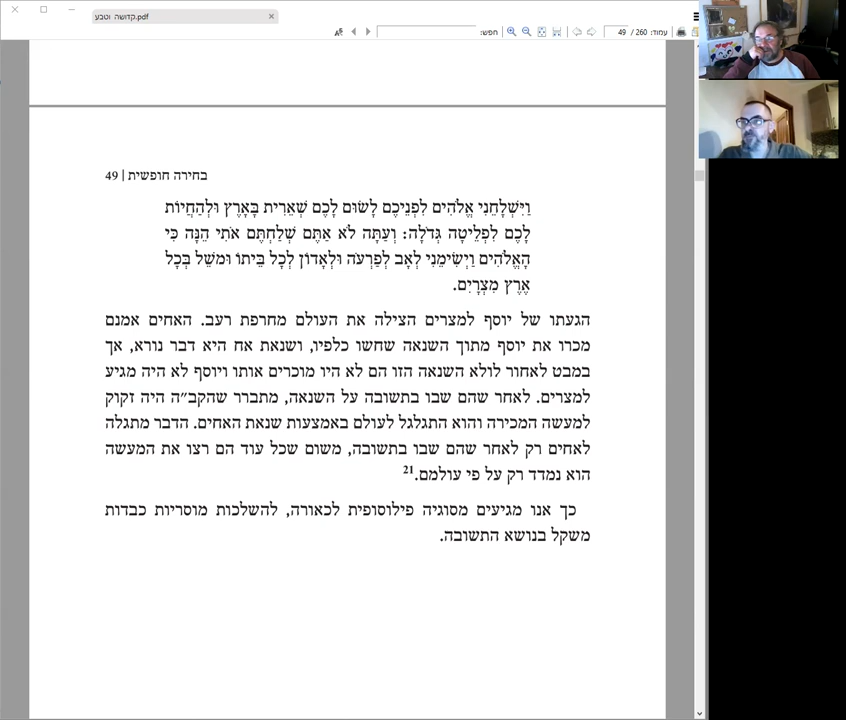 קדושה וטבע.pdf
עמוד: 49 / 260
חפש:
בחירה חופשית | 49
וַיִּשְׁלָחֵנִי אֱלֹהִים לִפְנֵיכֶם לָשׂוּם לָכֶם שְׁאֵרִית בָּאָרֶץ וּלְהַחֲיוֹת
לָכֶם לִפְלֵיטָה גְּדֹלָה: וְעַתָּה לֹא אַתֶּם שְׁלַחְתֶּם אֹתִי הֵנָּה כִּי
הָאֱלֹהִים וַיְשִׂימֵנִי לְאָב לְפַרְעֹה וּלְאָדוֹן לְכָל בֵּיתוֹ וּמֹשֵׁל בְּכָל
אֶרֶץ מִצְרָיִם.
הגעתו של יוסף למצרים הצילה את העולם מחרפת רעב. האחים אמנם
מכרו את יוסף מתוך השנאה שחשו כלפיו, ושנאת אח היא דבר נורא, אך
במבט לאחור לולא השנאה הזו הם לא היו מוכרים אותו ויוסף לא היה מגיע
למצרים. לאחר שהם שבו בתשובה על השנאה, מתברר שהקב״ה היה זקוק
למעשה המכירה והוא התגלגל לעולם באמצעות שנאת האחים. הדבר מתגלה
לאחים רק לאחר שהם שבו בתשובה, משום שכל עוד הם רצו את המעשה
הוא נמדד רק על פי עולמם.21
כך אנו מגיעים מסוגיה פילוסופית לכאורה, להשלכות מוסריות כבדות
משקל בנושא התשובה.